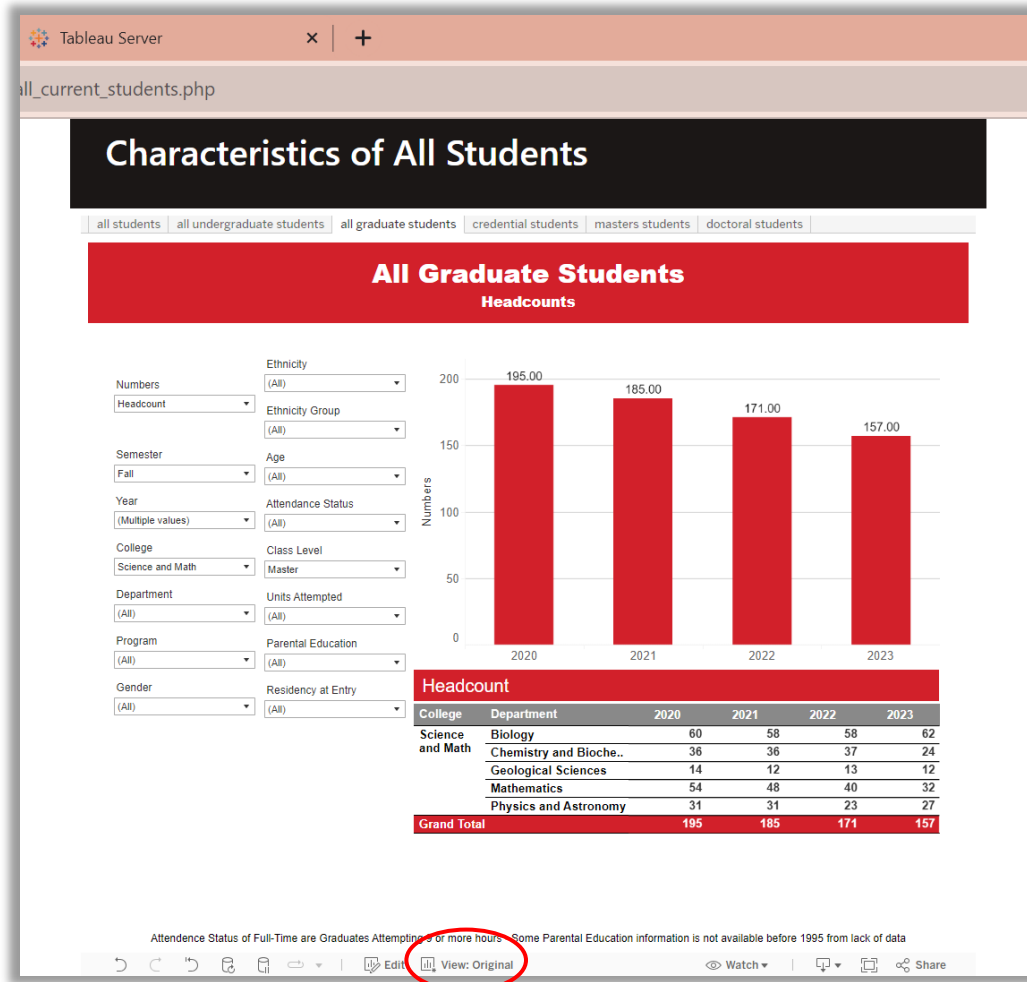 Tableau Server
all_current_students.php
Characteristics of All Students
all students all undergraduate students all graduate students credential students masters students doctoral students
All Graduate Students
Headcounts
Numbers
Headcount
Semester
Fall
Year
(Multiple values)
College
Science and Math
Department
(All)
Program
(All)
Gender
(All)
Ethnicity
(All)
Ethnicity Group
(All)
Age
(All)
Attendance Status
(All)
Class Level
Master
Units Attempted
(All)
Parental Education
(All)
Residency at Entry
(All)
Numbers
200
150
100
50
0
195.00
185.00
171.00
157.00
2020 2021 2022 2023
Headcount
College Department 2020 2021 2022 2023
Science and Math
Biology 60 58 58 62
Chemistry and Bioche.. 36 36 37 24
Geological Sciences 14 12 13 12
Mathematics 54 48 40 32
Physics and Astronomy 31 31 23 27
Grand Total 195 185 171 157
Attendence Status of Full-Time are Graduates Attempting 9 or more hours Some Parental Education information is not available before 1995 from lack of data
Edit View: Original Watch Share